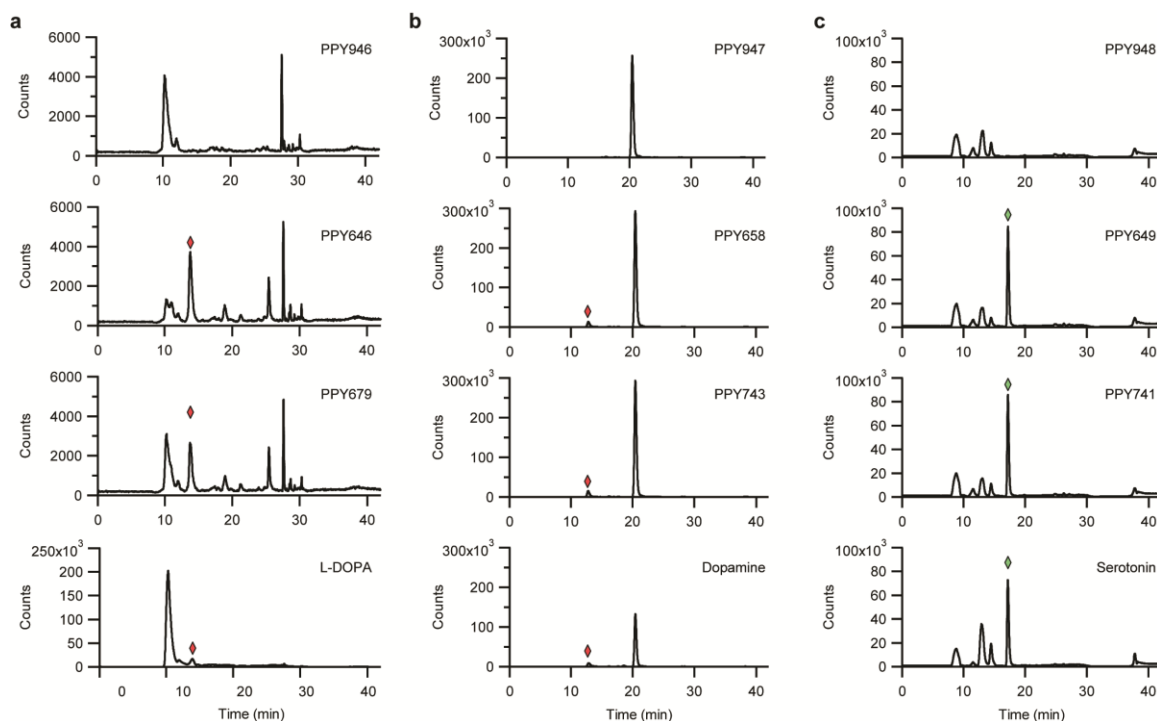 a
b
c
6000
4000
2000
0
Counts
PPY946
0 10 20 30 40
300x10³
200
100
0
Counts
PPY947
0 10 20 30 40
100x10³
80
60
40
20
0
Counts
PPY948
0 10 20 30 40
6000
4000
2000
0
Counts
PPY646
0 10 20 30 40
300x10³
200
100
0
Counts
PPY658
0 10 20 30 40
100x10³
80
60
40
20
0
Counts
PPY649
0 10 20 30 40
6000
4000
2000
0
Counts
PPY679
0 10 20 30 40
300x10³
200
100
0
Counts
PPY743
0 10 20 30 40
100x10³
80
60
40
20
0
Counts
PPY741
0 10 20 30 40
250x10³
200
150
100
50
0
Counts
L-DOPA
0 10 20 30 40
Time (min)
300x10³
200
100
0
Counts
Dopamine
0 10 20 30 40
Time (min)
100x10³
80
60
40
20
0
Counts
Serotonin
0 10 20 30 40
Time (min)